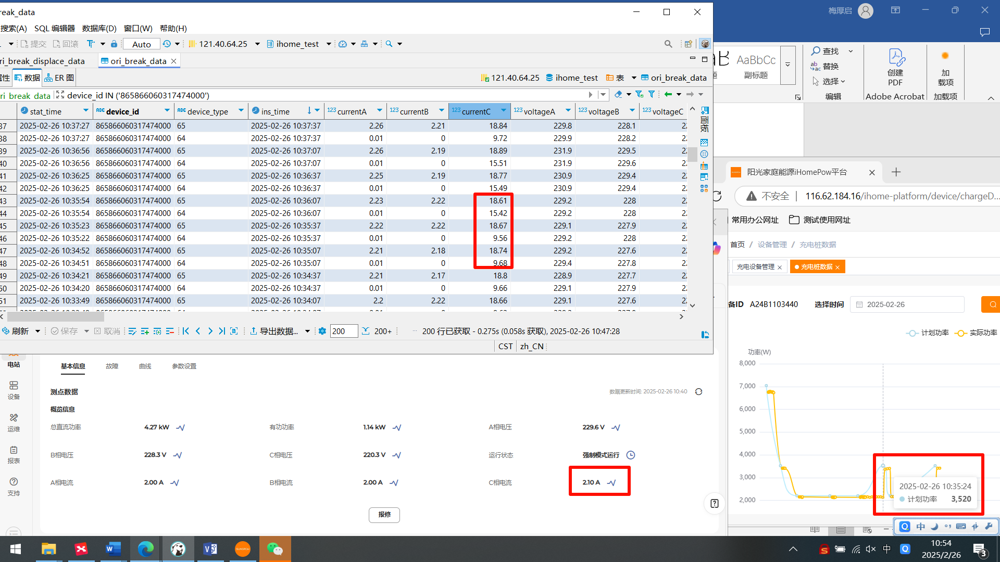 reak_data
搜索(A) SQL 编辑器 数据库(D) 窗口(W) 帮助(H)
提交 回滚 Auto 121.40.64.25 ihome_test
ri_break_displace_data ori_break_data
性 数据 ER 图 121.40.64.25 ihome_test 表 ori_break_data
ri_break_data device_id IN ('865866060317474000')
stat_time device_id device_type ins_time currentA currentB currentC voltageA voltageB voltageC
37 2025-02-26 10:37:27 865866060317474000 65 2025-02-26 10:37:37 2.26 2.21 18.84 229.8 228.1 2
38 2025-02-26 10:37:27 865866060317474000 64 2025-02-26 10:37:37 0.01 0 9.72 229.9 228.2 2
39 2025-02-26 10:36:56 865866060317474000 65 2025-02-26 10:37:07 2.26 2.19 18.89 231.9 229.5 2
40 2025-02-26 10:36:56 865866060317474000 64 2025-02-26 10:37:07 0.01 0 15.51 231.9 229.6 2
41 2025-02-26 10:36:25 865866060317474000 65 2025-02-26 10:36:37 2.25 2.19 18.77 230.9 229.4 2
42 2025-02-26 10:36:25 865866060317474000 64 2025-02-26 10:36:37 0.01 0 15.49 230.9 229.4 2
43 2025-02-26 10:35:54 865866060317474000 65 2025-02-26 10:36:07 2.23 2.22 18.61 229.2 228 2
44 2025-02-26 10:35:54 865866060317474000 64 2025-02-26 10:36:07 0.01 0 15.42 229.2 228 2
45 2025-02-26 10:35:23 865866060317474000 65 2025-02-26 10:35:37 2.22 2.22 18.67 229.1 227.9 2
46 2025-02-26 10:35:22 865866060317474000 64 2025-02-26 10:35:37 0.01 0 9.56 229.2 228 2
47 2025-02-26 10:34:52 865866060317474000 65 2025-02-26 10:35:07 2.21 2.18 18.74 229.2 227.6 2
48 2025-02-26 10:34:51 865866060317474000 64 2025-02-26 10:35:07 0.01 0 9.68 229.4 227.8 2
49 2025-02-26 10:34:21 865866060317474000 65 2025-02-26 10:34:37 2.21 2.17 18.8 228.9 227.7 2
50 2025-02-26 10:34:20 865866060317474000 64 2025-02-26 10:34:37 0.01 0 9.66 229.1 227.9 2
51 2025-02-26 10:33:49 865866060317474000 65 2025-02-26 10:34:07 2.2 2.22 18.66 229.1 227.6 2
面板
刷新 保存 取消 导出数据... 200 200+ 200 行已获取 - 0.275s (0.058s 获取), 2025-02-26 10:47:28
CST zh_CN
电站
设备
运维
报表
支持
基本信息 故障 曲线 参数设置
测点数据 数据更新时间: 2025-02-26 10:40
概览信息
总直流功率 4.27 kW 有功功率 1.14 kW A相电压 229.6 V
B相电压 228.3 V C相电压 220.3 V 运行状态 强制模式运行
A相电流 2.00 A B相电流 2.00 A C相电流 2.10 A
报修
梅厚启
AaBbCc
副标题
查找
替换
选择
编辑
创建
PDF
Adobe Acrobat
加
载项
加载项
阳光家庭能源iHomePow平台
不安全 116.62.184.16/ihome-platform/device/chargeD...
常用办公网址 测试使用网址
首页 / 设备管理 / 充电桩数据
充电设备管理 充电桩数据
备ID A24B1103440 选择时间 2025-02-26
计划功率 实际功率
功率(W)
8,000
7,000
6,000
5,000
4,000
3,000
2,000
2025-02-26 10:35:24
计划功率 3,520
中
中
10:54
2025/2/26
3